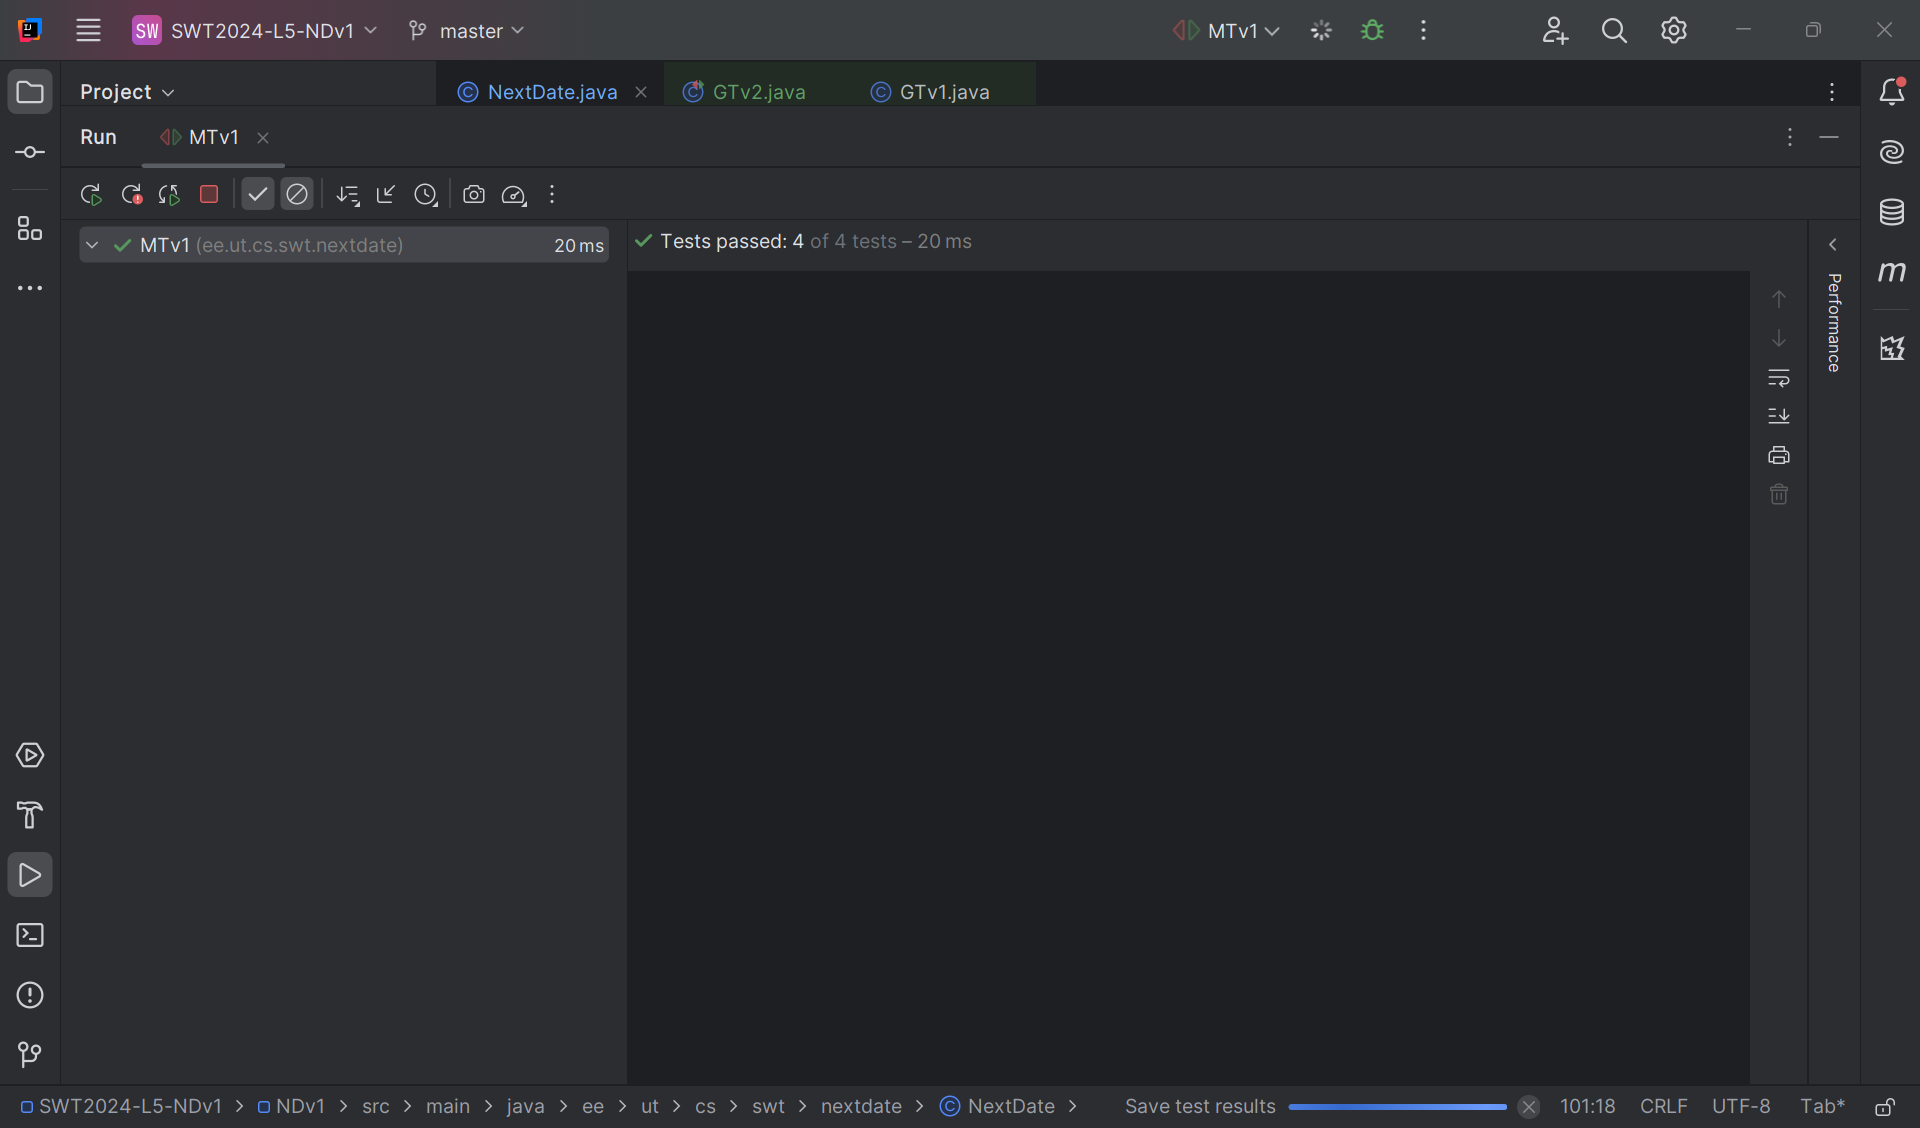 SW SWT2024-L5-NDv1 master MTv1
Project NextDate.java GTv2.java GTv1.java
Run MTv1
MTv1 (ee.ut.cs.swt.nextdate) 20 ms
Tests passed: 4 of 4 tests – 20 ms
Performance
SWT2024-L5-NDv1 > NDv1 > src > main > java > ee > ut > cs > swt > nextdate > NextDate > Save test results 101:18 CRLF UTF-8 Tab*